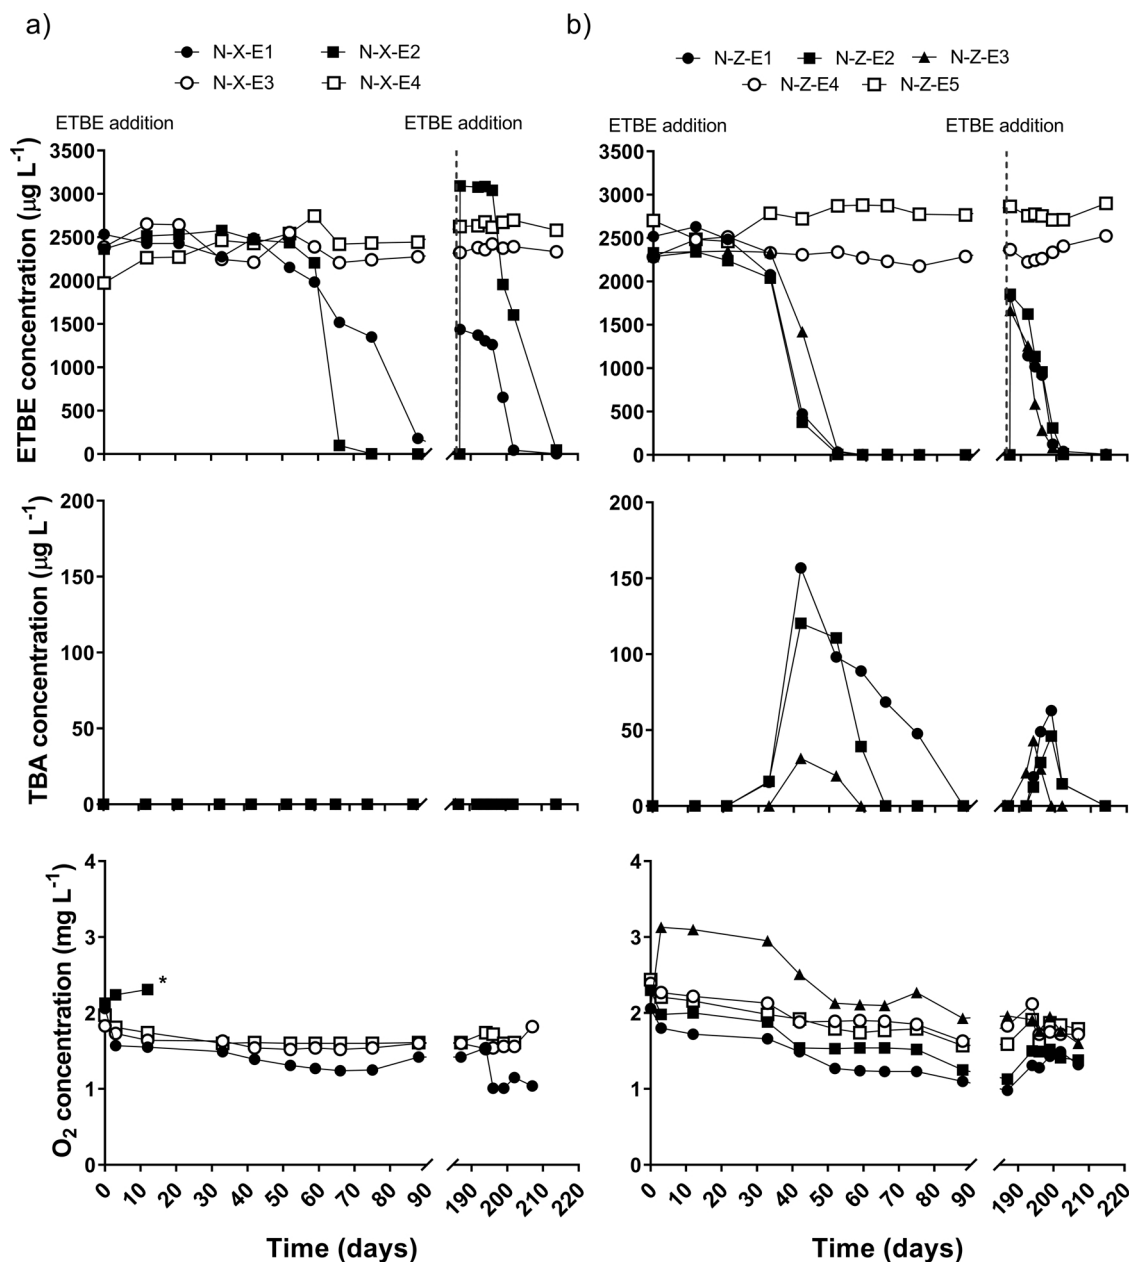 a)
N-X-E1 N-X-E2
N-X-E3 N-X-E4
ETBE addition ETBE addition
ETBE concentration (µg L-1)
3500
3000
2500
2000
1500
1000
500
0
TBA concentration (µg L-1)
200
150
100
50
0
O2 concentration (mg L-1)
4
3
2
1
0
*
0 10 20 30 40 50 60 70 80 90 190 200 210 220
Time (days)
b)
N-Z-E1 N-Z-E2 N-Z-E3
N-Z-E4 N-Z-E5
ETBE addition ETBE addition
3500
3000
2500
2000
1500
1000
500
0
200
150
100
50
0
4
3
2
1
0
0 10 20 30 40 50 60 70 80 90 190 200 210 220
Time (days)